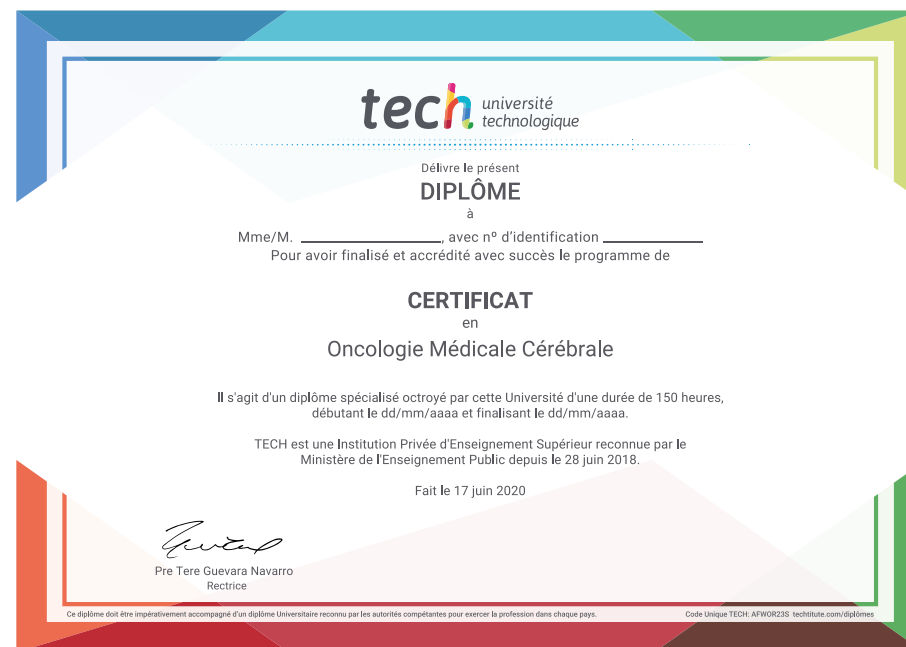 tech université
technologique
Délivre le présent
DIPLÔME
à
Mme/M. ____________________, avec nº d'identification ______________
Pour avoir finalisé et accrédité avec succès le programme de
CERTIFICAT
en
Oncologie Médicale Cérébrale
Il s'agit d'un diplôme spécialisé octroyé par cette Université d'une durée de 150 heures,
débutant le dd/mm/aaaa et finalisant le dd/mm/aaaa.
TECH est une Institution Privée d'Enseignement Supérieur reconnue par le
Ministère de l'Enseignement Public depuis le 28 juin 2018.
Fait le 17 juin 2020
Pre Tere Guevara Navarro
Rectrice
Ce diplôme doit être impérativement accompagné d'un diplôme Universitaire reconnu par les autorités compétantes pour exercer la profession dans chaque pays.
Code Unique TECH: AFWOR23S techtitute.com/diplômes